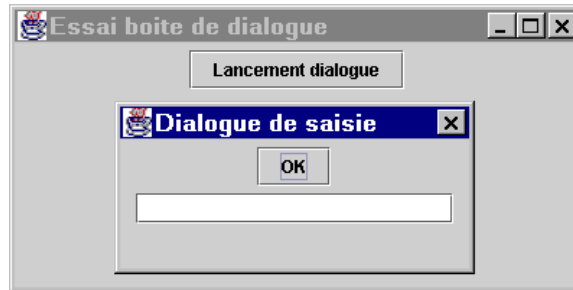 Essai boite de dialogue
Lancement dialogue
Dialogue de saisie
OK